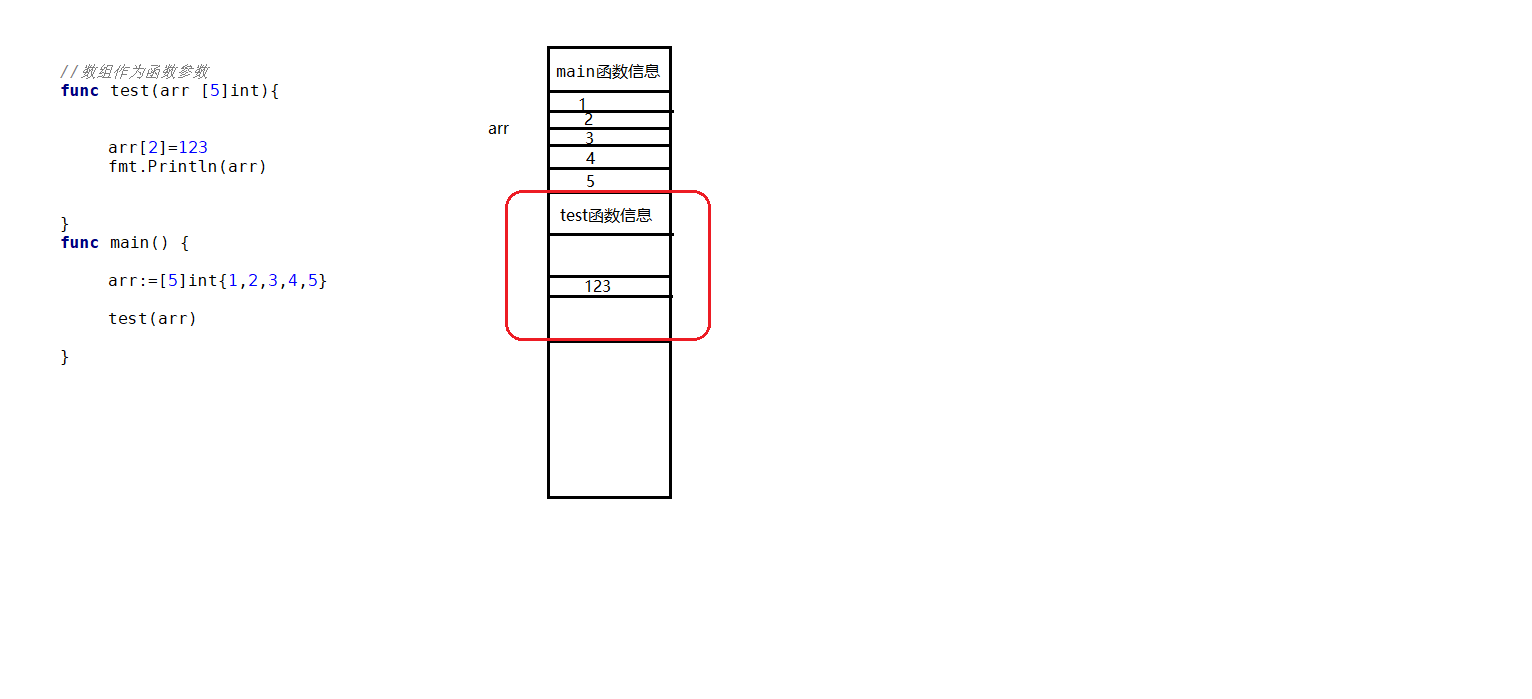 //数组作为函数参数
func test(arr [5]int){
arr[2]=123
fmt.Println(arr)
}
func main() {
arr:=[5]int{1,2,3,4,5}
test(arr)
}
arr
main函数信息
1
2
3
4
5
test函数信息
123